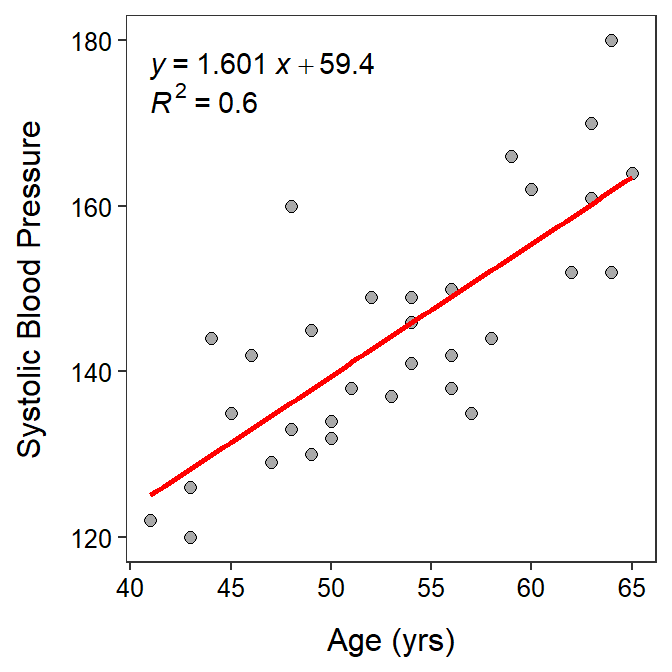 180
y = 1.601 x + 59.4
R² = 0.6
160
140
120
Systolic Blood Pressure
40 45 50 55 60 65
Age (yrs)